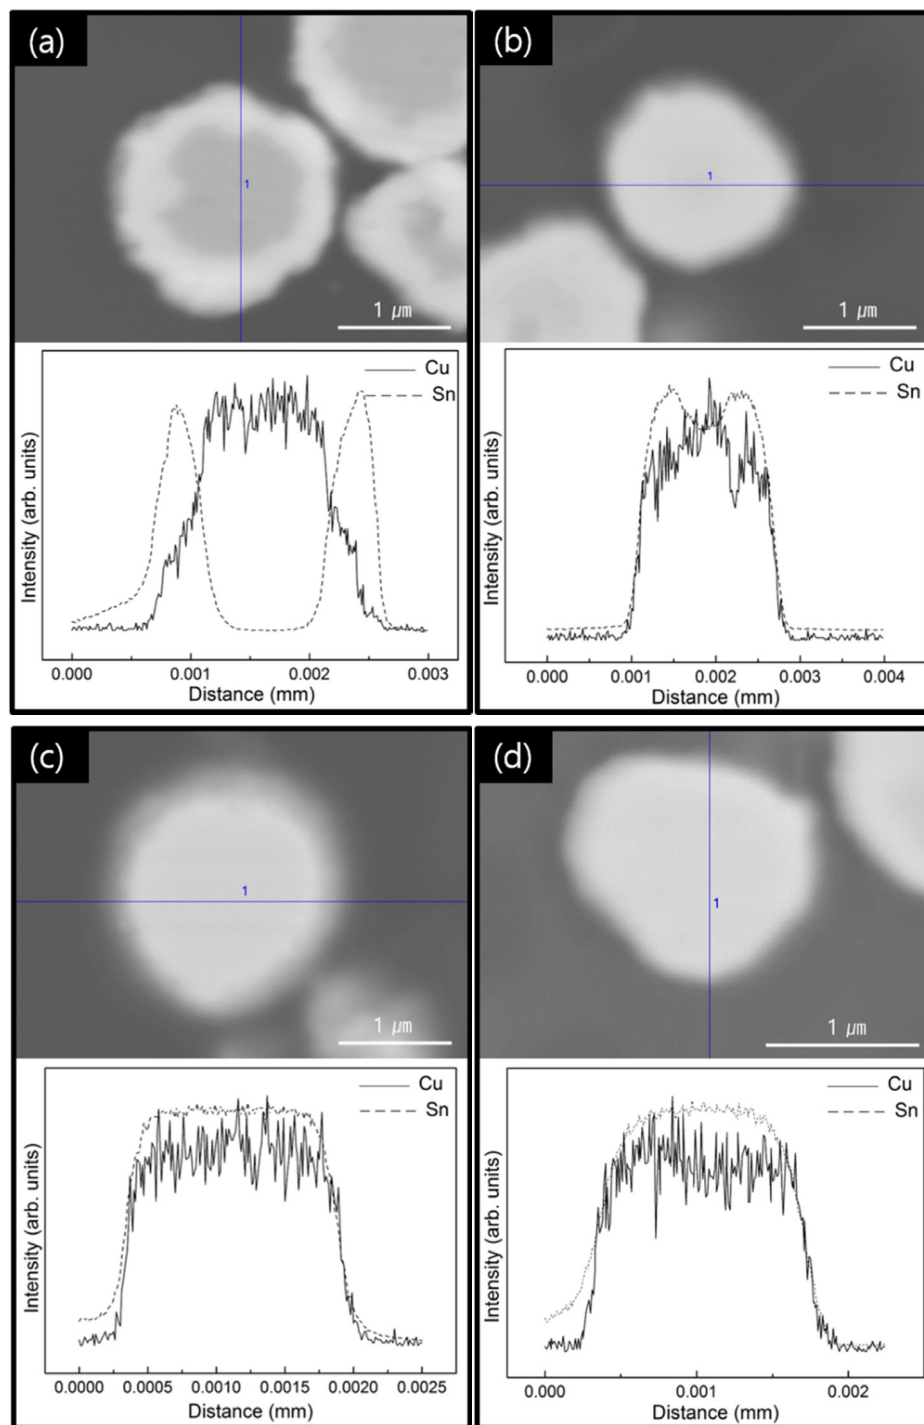 (a)
1
1 ㎛
Cu
Sn
Intensity (arb. units)
0.000 0.001 0.002 0.003
Distance (mm)
(b)
1
1 ㎛
Cu
Sn
Intensity (arb. units)
0.000 0.001 0.002 0.003 0.004
Distance (mm)
(c)
1
1 ㎛
Cu
Sn
Intensity (arb. units)
0.0000 0.0005 0.0010 0.0015 0.0020 0.0025
Distance (mm)
(d)
1
1 ㎛
Cu
Sn
Intensity (arb. units)
0.000 0.001 0.002
Distance (mm)